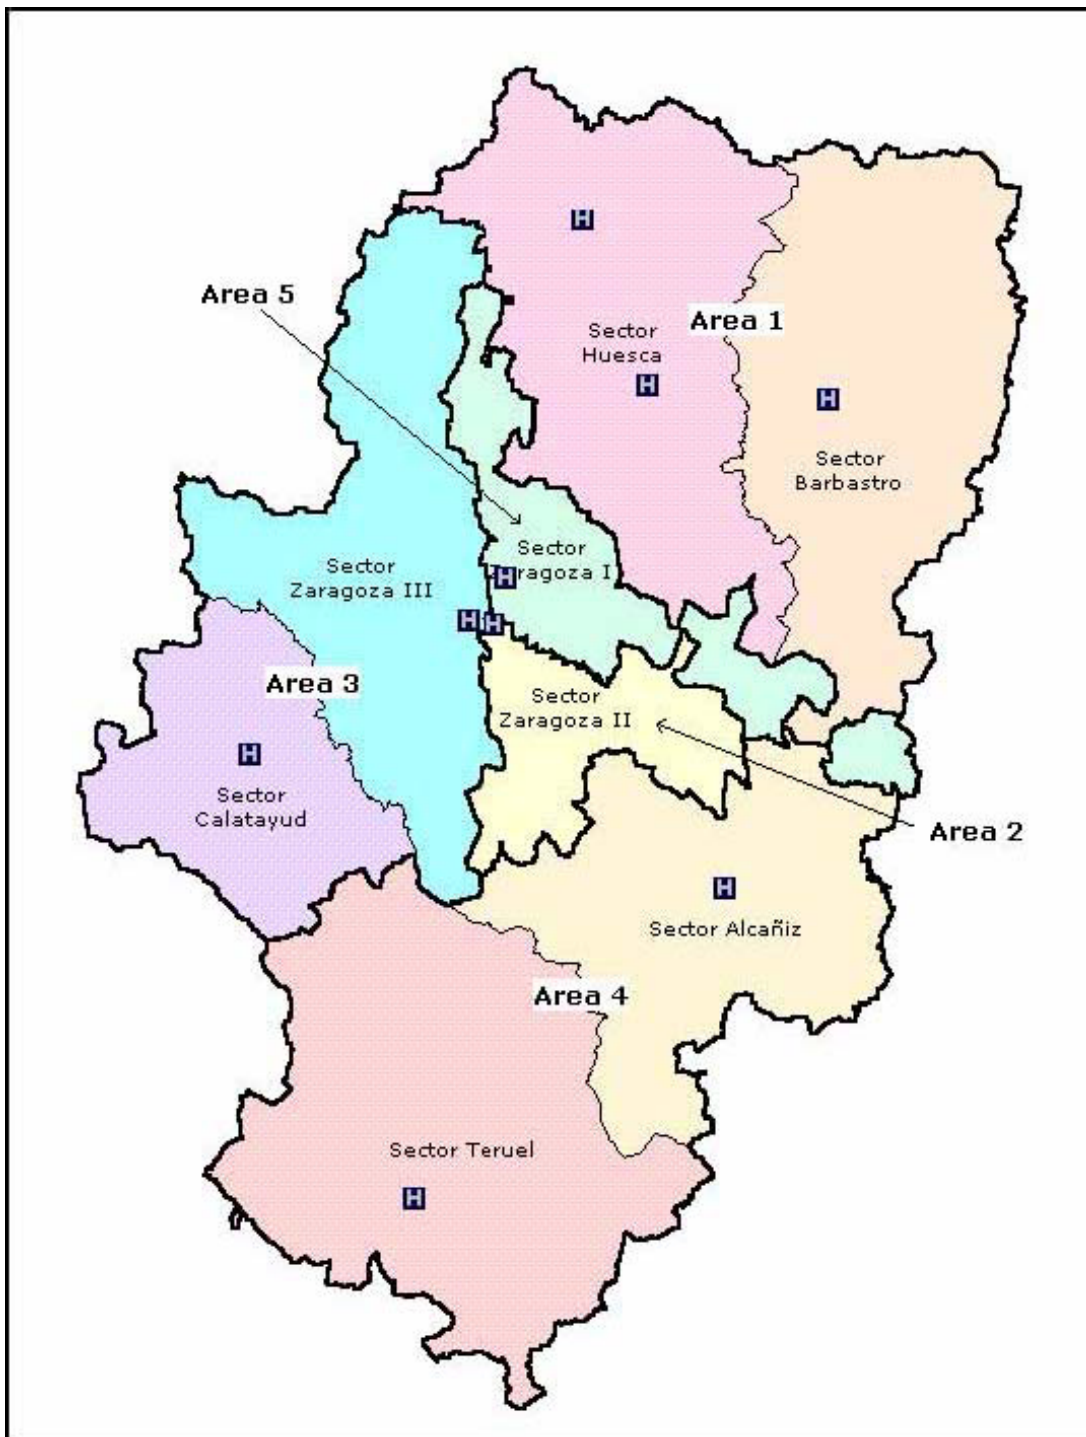 H
Area 5
Area 1
Sector
Huesca
H
H
Sector
Barbastro
Sector
Zaragoza I
H
Sector
Zaragoza III
H
H
Area 3
Sector
Zaragoza II
H
Sector
Calatayud
Area 2
H
Sector Alcañiz
Area 4
Sector Teruel
H